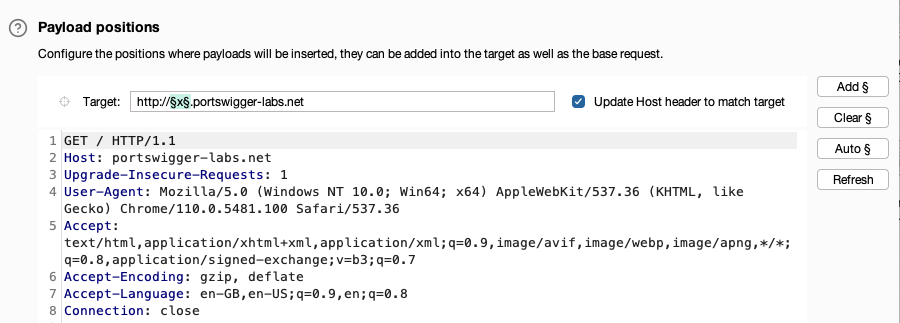 Payload positions
Configure the positions where payloads will be inserted, they can be added into the target as well as the base request.
Target: http://§x§.portswigger-labs.net Update Host header to match target
Add §
Clear §
Auto §
Refresh
1 GET / HTTP/1.1
2 Host: portswigger-labs.net
3 Upgrade-Insecure-Requests: 1
4 User-Agent: Mozilla/5.0 (Windows NT 10.0; Win64; x64) AppleWebKit/537.36 (KHTML, like
Gecko) Chrome/110.0.5481.100 Safari/537.36
5 Accept:
text/html,application/xhtml+xml,application/xml;q=0.9,image/avif,image/webp,image/apng,*/*;
q=0.8,application/signed-exchange;v=b3;q=0.7
6 Accept-Encoding: gzip, deflate
7 Accept-Language: en-GB,en-US;q=0.9,en;q=0.8
8 Connection: close